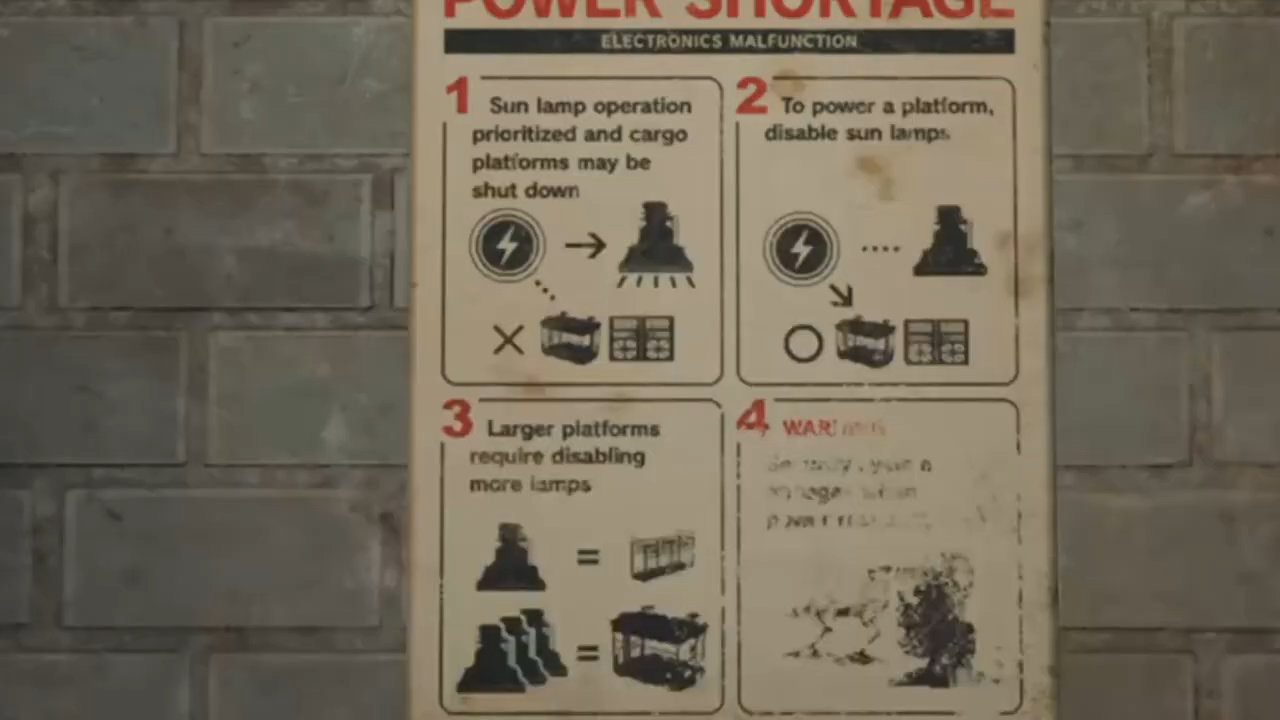 POWER SHORTAGE
ELECTRONICS MALFUNCTION
1 Sun lamp operation
prioritized and cargo
platforms may be
shut down
2 To power a platform,
disable sun lamps
3 Larger platforms
require disabling
more lamps
4